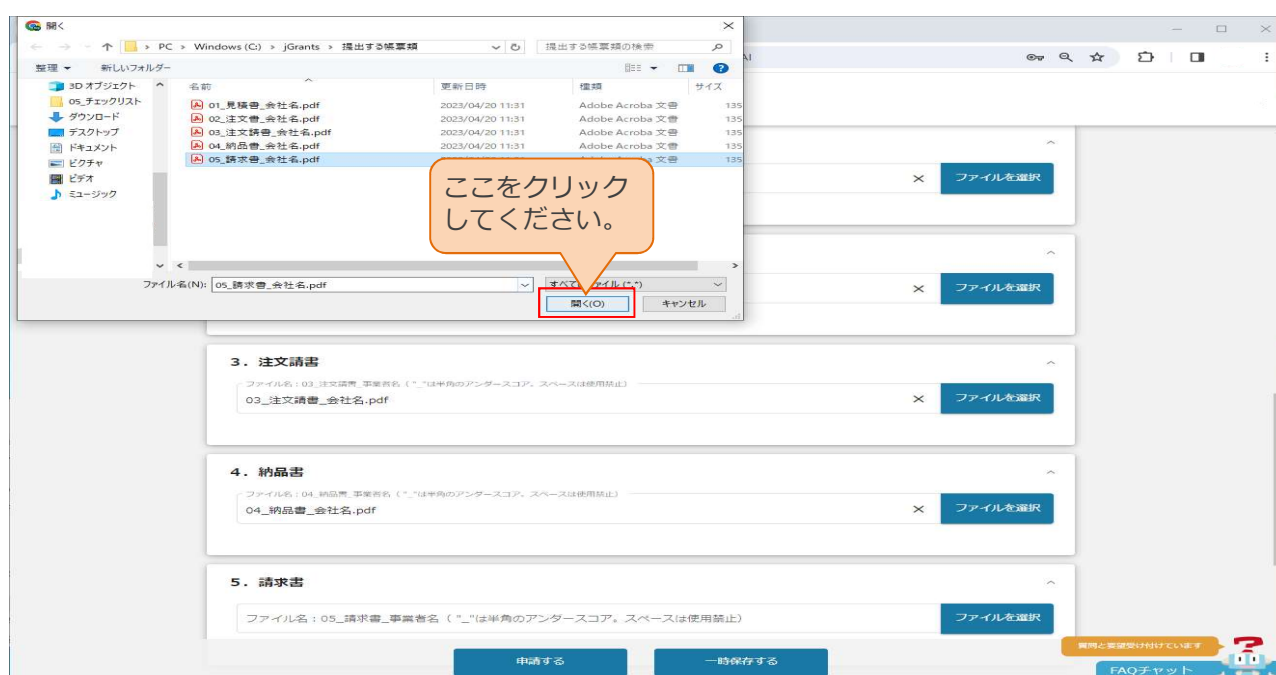 開く
PC > Windows (C:) > jGrants > 提出する帳票類
提出する帳票類の検索
整理
新しいフォルダー
3D オブジェクト
05_チェックリスト
ダウンロード
デスクトップ
ドキュメント
ピクチャ
ビデオ
ミュージック
名前 更新日時 種類 サイズ
01_見積書_会社名.pdf 2023/04/20 11:31 Adobe Acroba 文書 135
02_注文書_会社名.pdf 2023/04/20 11:31 Adobe Acroba 文書 135
03_注文請書_会社名.pdf 2023/04/20 11:31 Adobe Acroba 文書 135
04_納品書_会社名.pdf 2023/04/20 11:31 Adobe Acroba 文書 135
05_請求書_会社名.pdf 文書 135
ここをクリック
してください。
ファイル名(N): 05_請求書_会社名.pdf
開く(O) キャンセル
ファイルを選択
ファイルを選択
3. 注文請書
ファイル名:03_注文請書_事業者名("_"は半角のアンダースコア。スペースは使用禁止)
03_注文請書_会社名.pdf
ファイルを選択
4. 納品書
ファイル名:04_納品書_事業者名("_"は半角のアンダースコア。スペースは使用禁止)
04_納品書_会社名.pdf
ファイルを選択
5. 請求書
ファイル名:05_請求書_事業者名("_"は半角のアンダースコア。スペースは使用禁止)
ファイルを選択
申請する
一時保存する
質問と要望受け付けています
FAQチャット